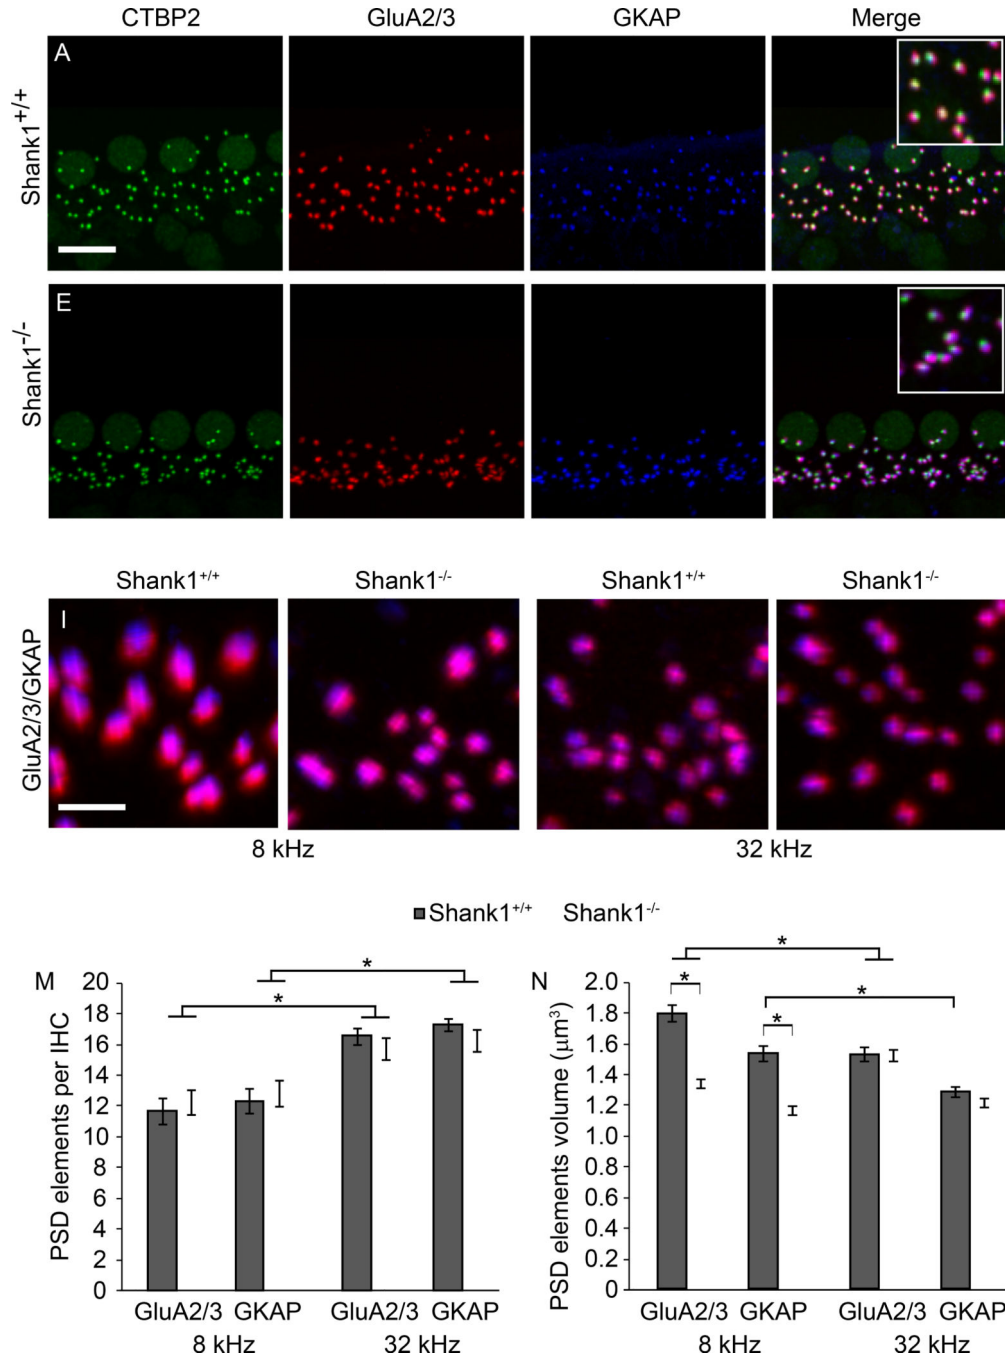 CTBP2 GluA2/3 GKAP Merge
Shank1+/+
A
Shank1-/-
E
Shank1+/+ Shank1-/- Shank1+/+ Shank1-/-
GluA2/3/GKAP
I
8 kHz 32 kHz
Shank1+/+ Shank1-/-
M
PSD elements per IHC
20
18
16
14
12
10
8
6
4
2
0
* *
GluA2/3 GKAP GluA2/3 GKAP
8 kHz 32 kHz
N
PSD elements volume (µm³)
2.0
1.8
1.6
1.4
1.2
1.0
0.8
0.6
0.4
0.2
0
* * * *
GluA2/3 GKAP GluA2/3 GKAP
8 kHz 32 kHz